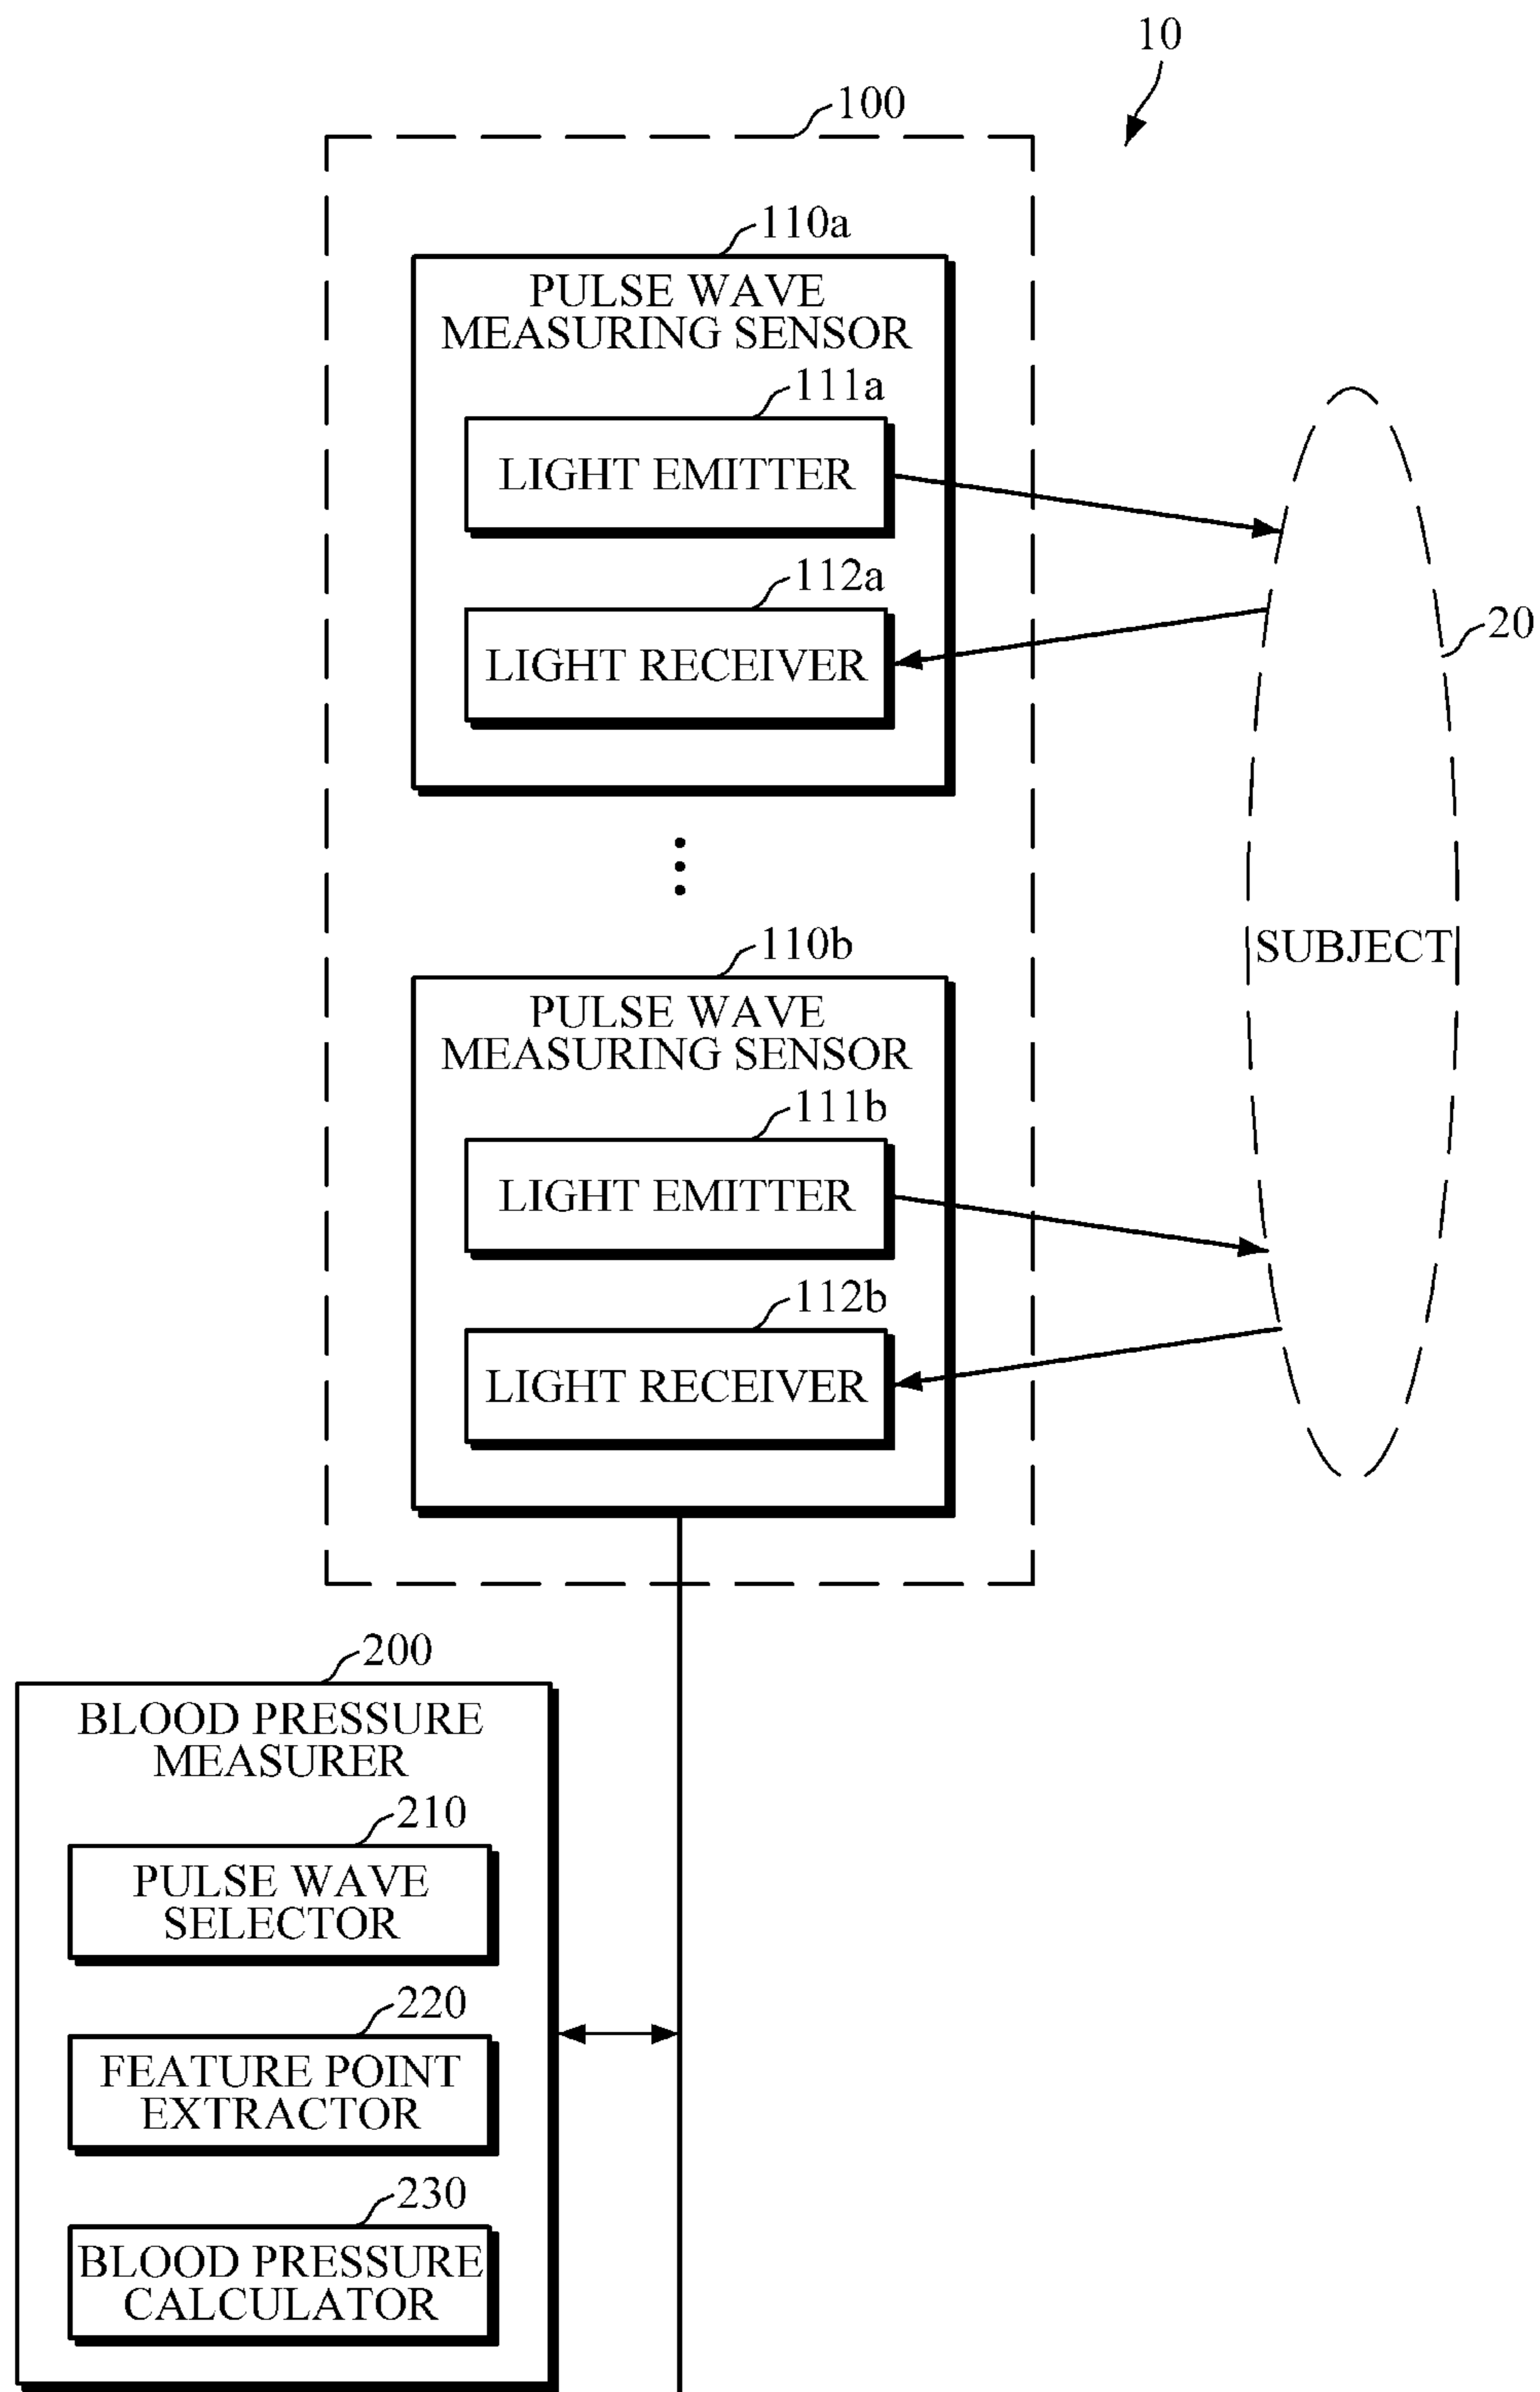 10
100
110a
PULSE WAVE
MEASURING SENSOR
111a
LIGHT EMITTER
112a
LIGHT RECEIVER
20
SUBJECT
110b
PULSE WAVE
MEASURING SENSOR
111b
LIGHT EMITTER
112b
LIGHT RECEIVER
200
BLOOD PRESSURE
MEASURER
210
PULSE WAVE
SELECTOR
220
FEATURE POINT
EXTRACTOR
230
BLOOD PRESSURE
CALCULATOR